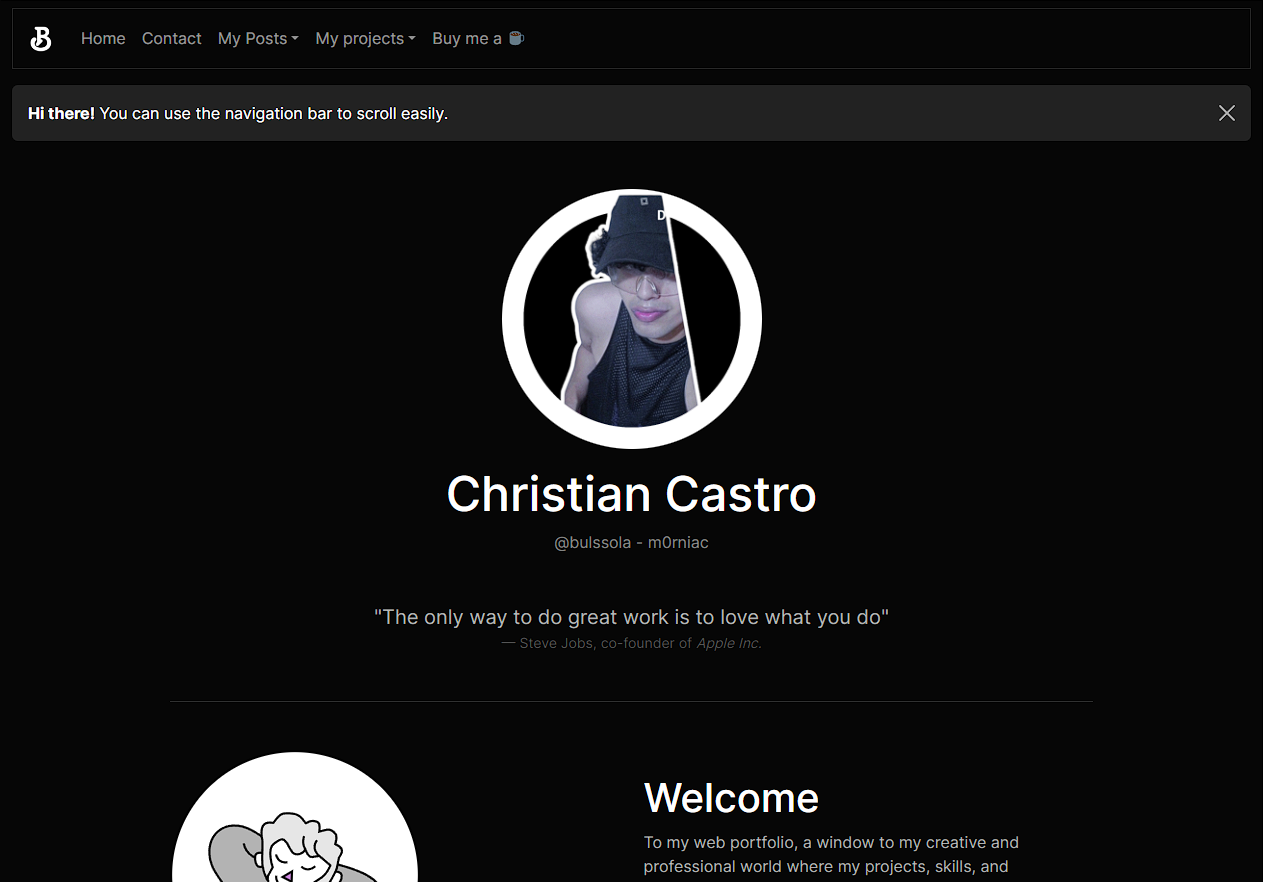 B
Home Contact My Posts My projects Buy me a
Hi there! You can use the navigation bar to scroll easily.
D
Christian Castro
@bulssola - m0rniac
"The only way to do great work is to love what you do"
— Steve Jobs, co-founder of Apple Inc.
Welcome
To my web portfolio, a window to my creative and
professional world where my projects, skills, and